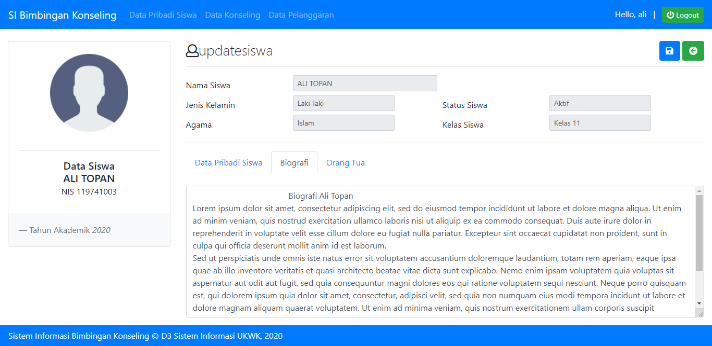 SI Bimbingan Konseling Data Pribadi Siswa Data Konseling Data Pelanggaran Hello, ali | Logout
updatesiswa
Nama Siswa ALI TOPAN
Jenis Kelamin Laki-laki Status Siswa Aktif
Agama Islam Kelas Siswa Kelas 11
Data Siswa
ALI TOPAN
NIS 119741003
— Tahun Akademik 2020
Data Pribadi Siswa Biografi Orang Tua
Biografi Ali Topan
Lorem ipsum dolor sit amet, consectetur adipiscing elit, sed do eiusmod tempor incididunt ut labore et dolore magna aliqua. Ut enim
ad minim veniam, quis nostrud exercitation ullamco laboris nisi ut aliquip ex ea commodo consequat. Duis aute irure dolor in
reprehenderit in voluptate velit esse cillum dolore eu fugiat nulla pariatur. Excepteur sint occaecat cupidatat non proident, sunt in
culpa qui officia deserunt mollit anim id est laborum.
Sed ut perspiciatis unde omnis iste natus error sit voluptatem accusantium doloremque laudantium, totam rem aperiam, eaque ipsa
quae ab illo inventore veritatis et quasi architecto beatae vitae dicta sunt explicabo. Nemo enim ipsam voluptatem quia voluptas sit
aspernatur aut odit aut fugit, sed quia consequuntur magni dolores eos qui ratione voluptatem sequi nesciunt. Neque porro quisquam
est, qui dolorem ipsum quia dolor sit amet, consectetur, adipisci velit, sed quia non numquam eius modi tempora incidunt ut labore et
dolore magnam aliquam quaerat voluptatem. Ut enim ad minima veniam, quis nostrum exercitationem ullam corporis suscipit
Sistem Informasi Bimbingan Konseling © D3 Sistem Informasi UKWK, 2020